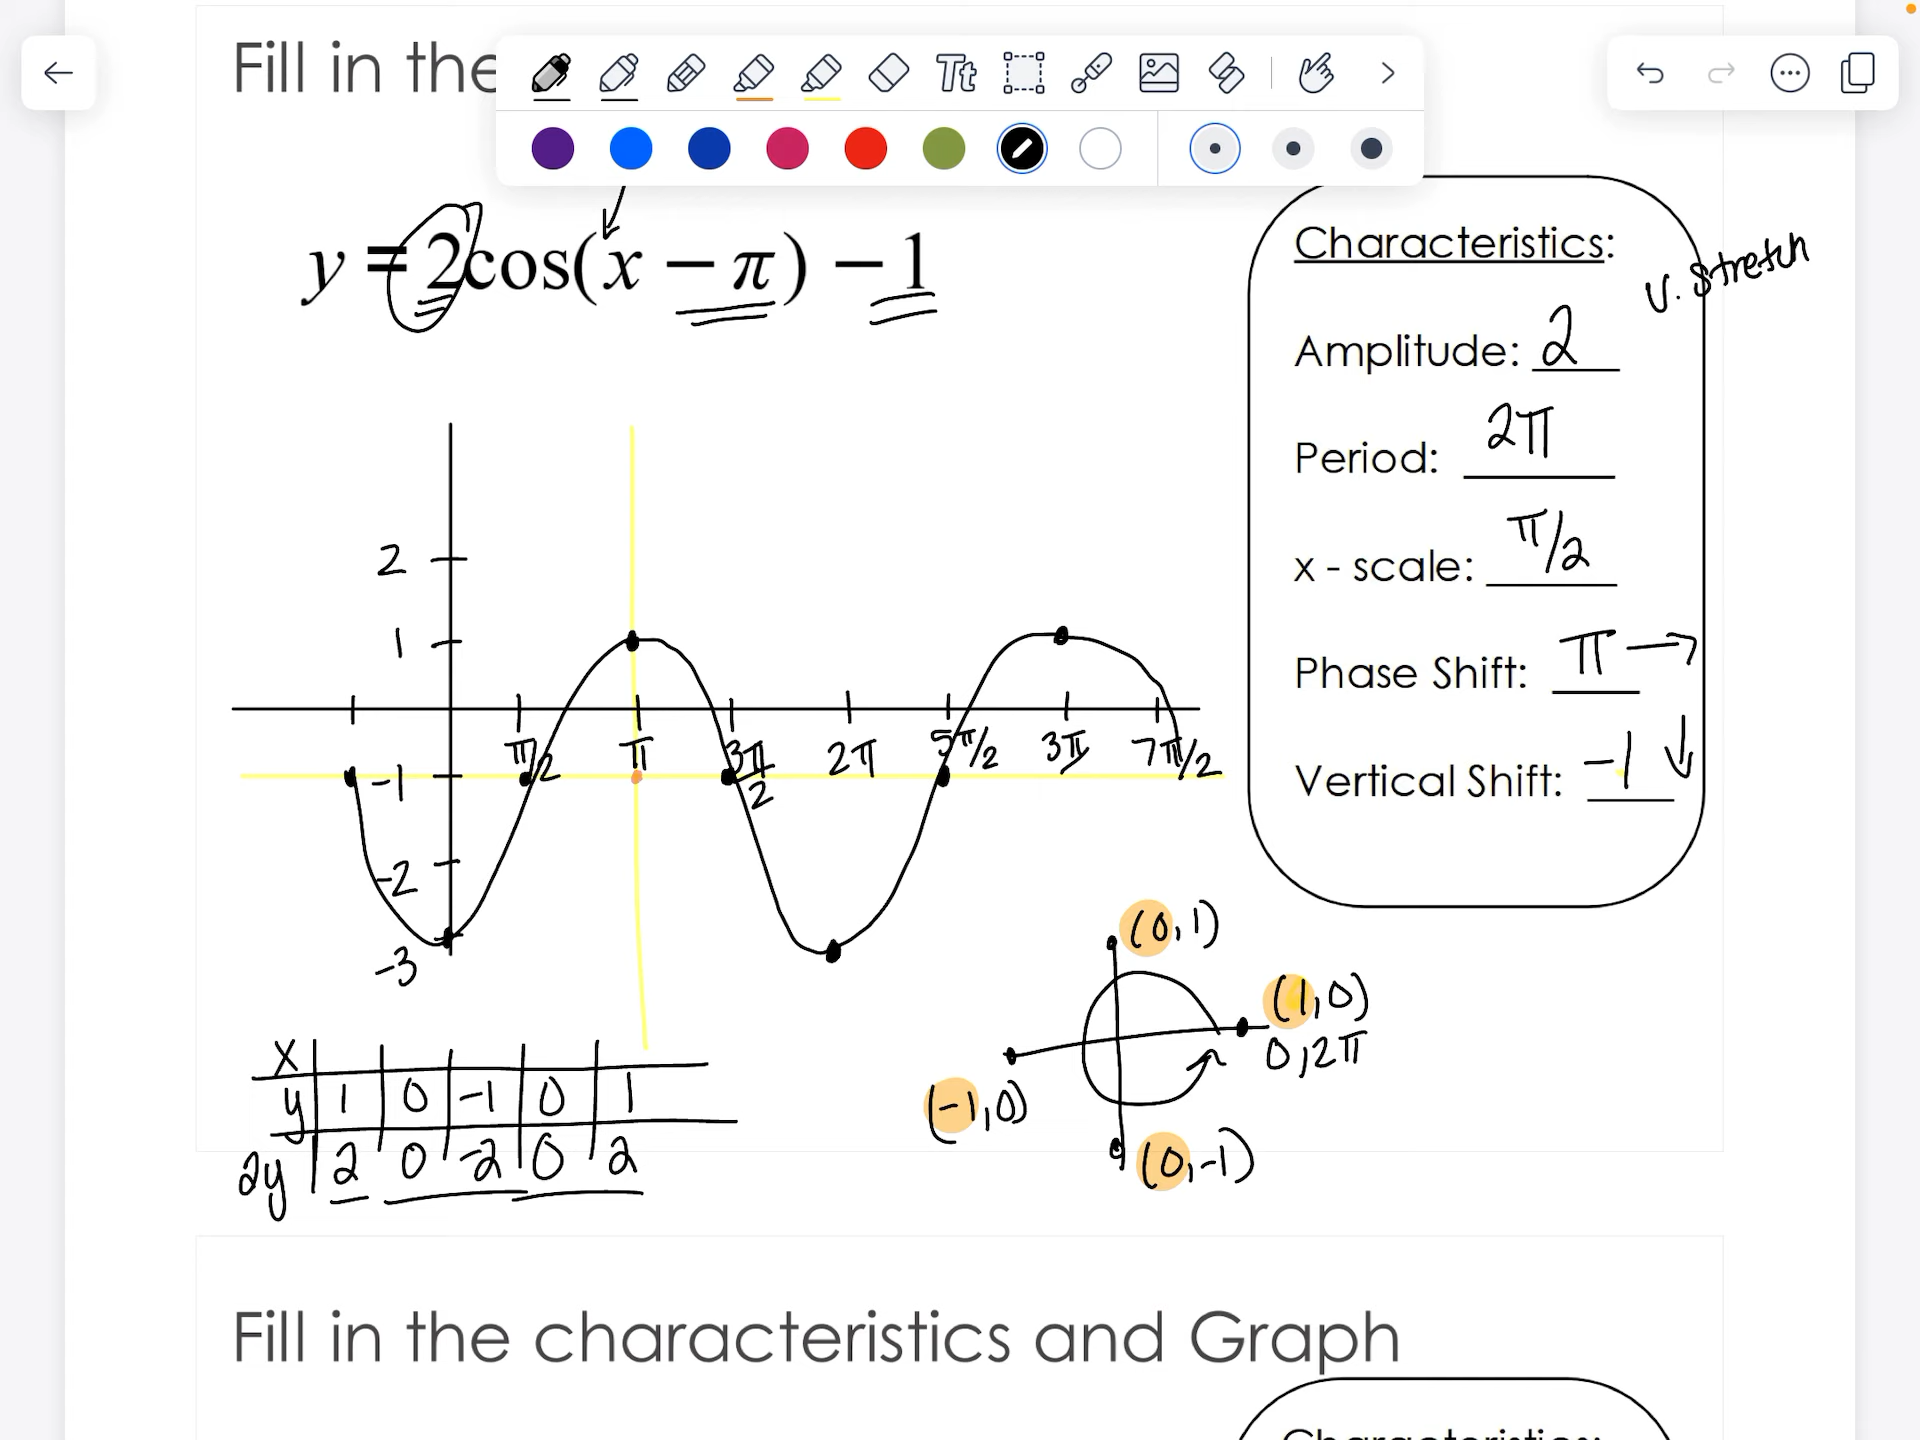 Fill in the
Tt
y = 2cos(x − π) − 1
Characteristics:
v. stretch
Amplitude: 2
Period: 2π
x - scale: π/2
Phase Shift: π →
Vertical Shift: -1 ↓
2
1
π/2 π 3π/2 2π 5π/2 3π 7π/2
-1
-2
-3
(0,1)
(1,0)
0,2π
(-1,0)
(0,-1)
x
y 1 0 -1 0 1
2y 2 0 -2 0 2
Fill in the characteristics and Graph
Characteristics: